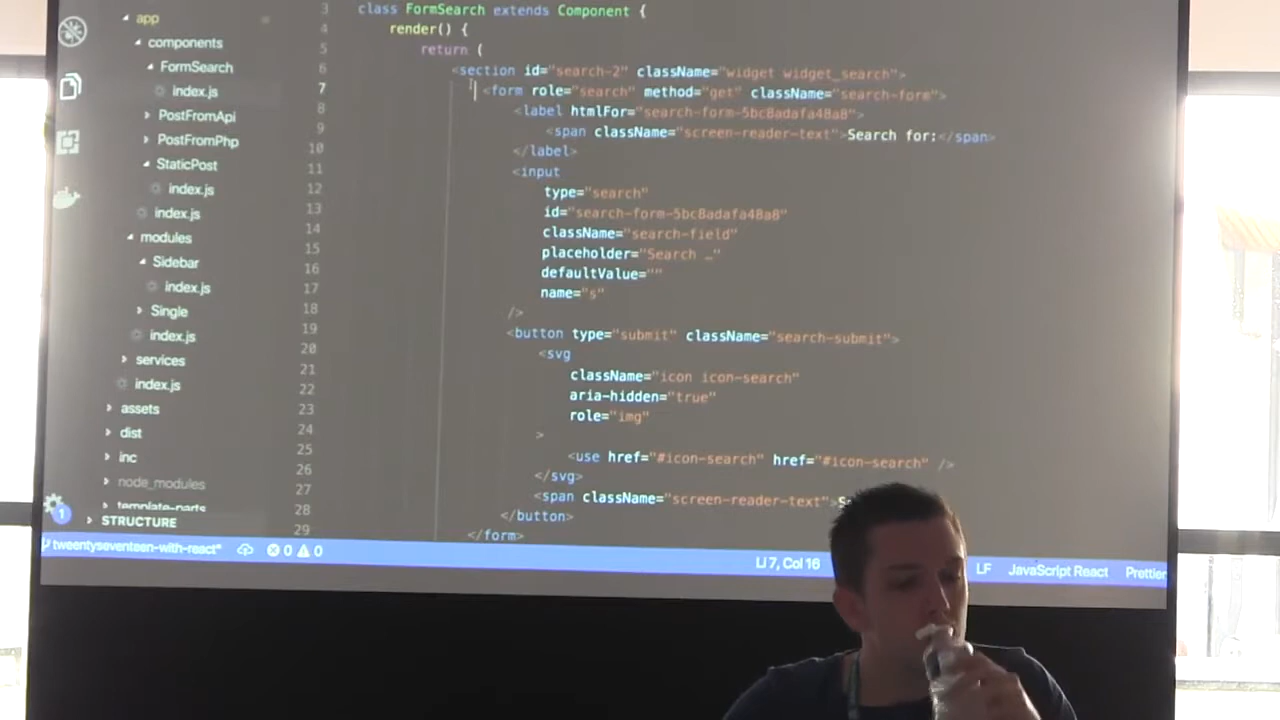 app
components
FormSearch
index.js
PostFromApi
PostFromPhp
StaticPost
index.js
index.js
modules
Sidebar
index.js
Single
index.js
services
index.js
assets
dist
inc
node_modules
template-parts
STRUCTURE
1
3 class FormSearch extends Component {
4 render() {
5 return (
6 <section id="search-2" className="widget widget_search">
7 <form role="search" method="get" className="search-form">
8 <label htmlFor="search-form-5bc8adafa48a8">
9 <span className="screen-reader-text">Search for:</span>
10 </label>
11 <input
12 type="search"
13 id="search-form-5bc8adafa48a8"
14 className="search-field"
15 placeholder="Search …"
16 defaultValue=""
17 name="s"
18 />
19 <button type="submit" className="search-submit">
20 <svg
21 className="icon icon-search"
22 aria-hidden="true"
23 role="img"
24 >
25 <use href="#icon-search" href="#icon-search" />
26 </svg>
27 <span className="screen-reader-text">
28 </button>
29 </form>
tweentyseventeen-with-react* 0 0 Li 7, Col 16 LF JavaScript React Prettier